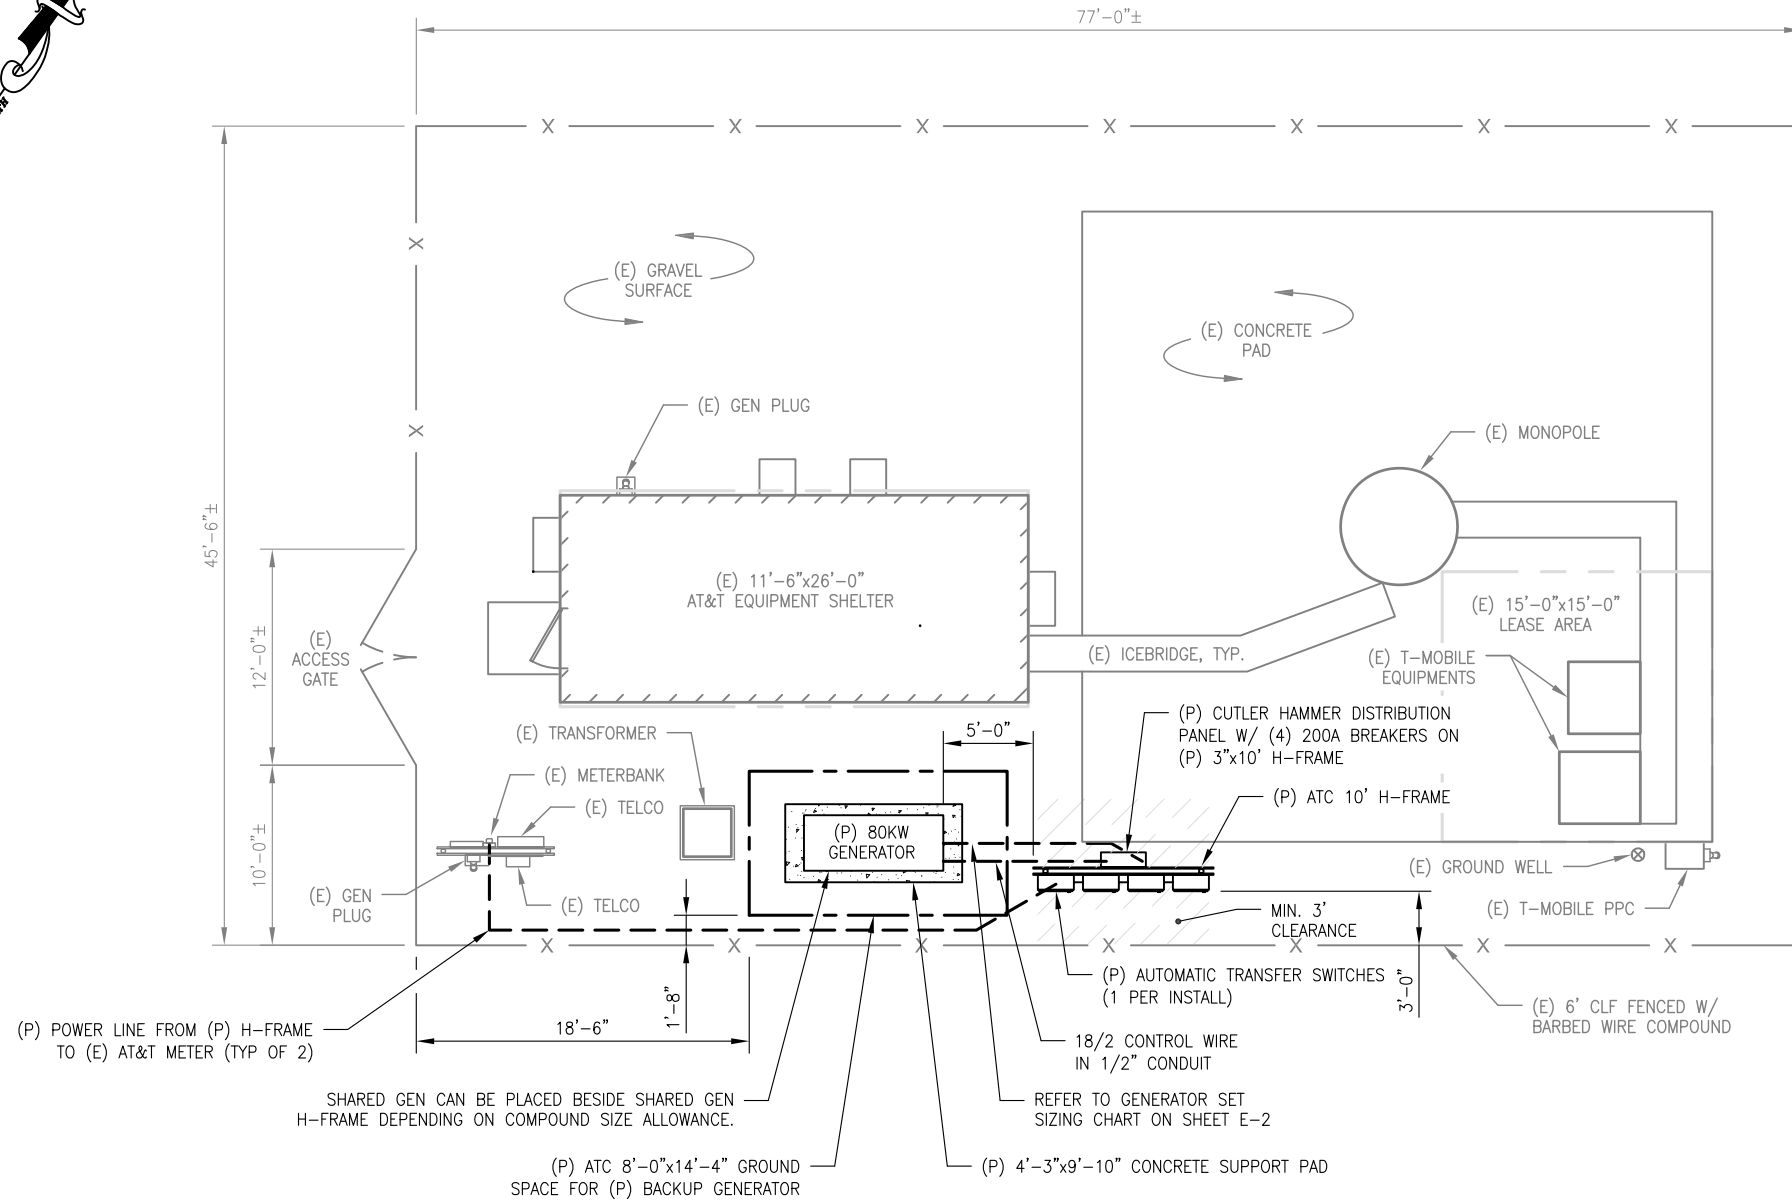 77'-0"±
X X X X X X X
X
(E) GRAVEL
SURFACE
(E) CONCRETE
PAD
(E) GEN PLUG
X
(E) MONOPOLE
45'-6"±
(E) 11'-6"x26'-0"
AT&T EQUIPMENT SHELTER
(E) 15'-0"x15'-0"
LEASE AREA
12'-0"±
(E)
ACCESS
GATE
(E) ICEBRIDGE, TYP.
(E) T-MOBILE
EQUIPMENTS
(E) TRANSFORMER
5'-0"
(P) CUTLER HAMMER DISTRIBUTION
PANEL W/ (4) 200A BREAKERS ON
(P) 3"x10' H-FRAME
(E) METERBANK
(E) TELCO
(P) ATC 10' H-FRAME
10'-0"±
(P) 80KW
GENERATOR
(E) GROUND WELL
(E) GEN
PLUG
(E) TELCO
MIN. 3'
CLEARANCE
(E) T-MOBILE PPC
X X X X X X X
(P) AUTOMATIC TRANSFER SWITCHES
(1 PER INSTALL)
3'-0"
1'-8"
18'-6"
(E) 6' CLF FENCED W/
BARBED WIRE COMPOUND
(P) POWER LINE FROM (P) H-FRAME
TO (E) AT&T METER (TYP OF 2)
18/2 CONTROL WIRE
IN 1/2" CONDUIT
SHARED GEN CAN BE PLACED BESIDE SHARED GEN
H-FRAME DEPENDING ON COMPOUND SIZE ALLOWANCE.
REFER TO GENERATOR SET
SIZING CHART ON SHEET E-2
(P) ATC 8'-0"x14'-4" GROUND
SPACE FOR (P) BACKUP GENERATOR
(P) 4'-3"x9'-10" CONCRETE SUPPORT PAD